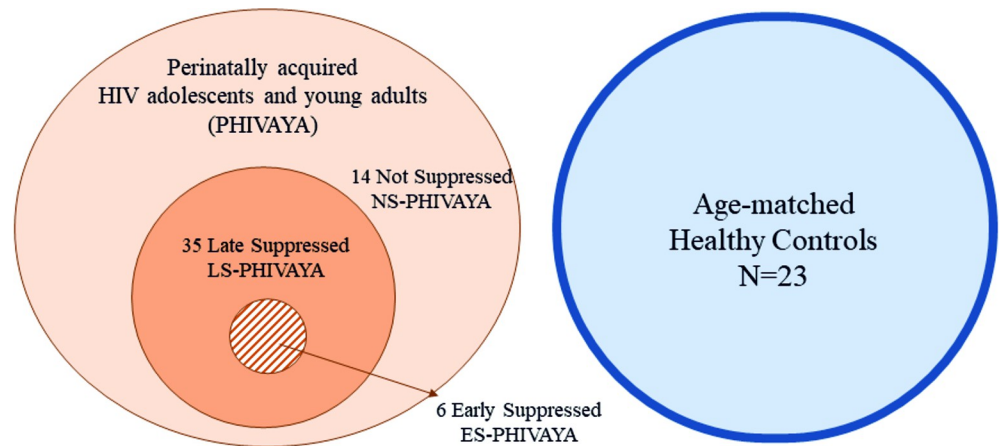 Perinatally acquired
HIV adolescents and young adults
(PHIVAYA)
14 Not Suppressed
NS-PHIVAYA
35 Late Suppressed
LS-PHIVAYA
6 Early Suppressed
ES-PHIVAYA
Age-matched
Healthy Controls
N=23